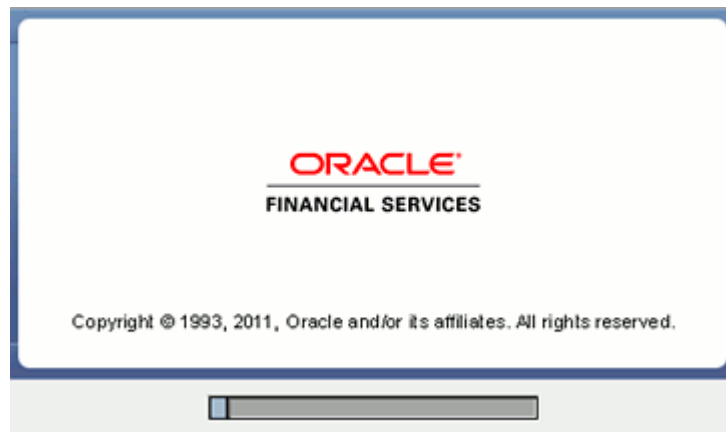 ORACLE
FINANCIAL SERVICES
Copyright © 1993, 2011, Oracle and/or its affiliates. All rights reserved.